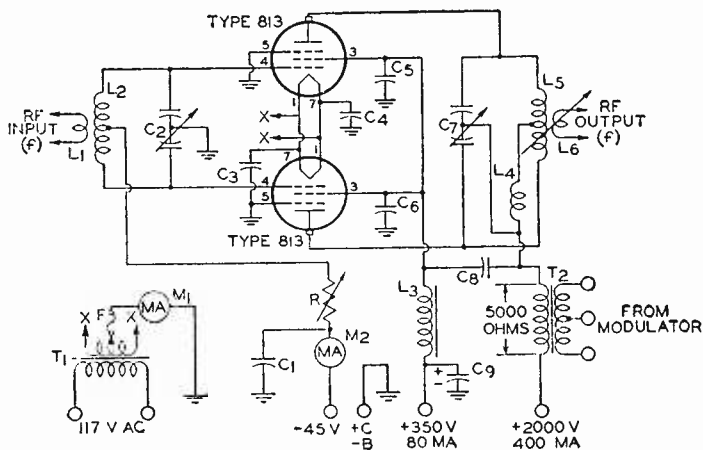 TYPE 813
5
4
3
1
7
C5
C4
X
X
L2
RF
INPUT
(f)
L1
C2
C7
L5
RF
OUTPUT
(f)
L6
L4
7
1
C3
4
5
3
C6
TYPE 813
C8
T2
L3
5000
OHMS
FROM
MODULATOR
R
M2
MA
C1
C9
+
-
X
F
X
MA
M1
T1
117 V AC
-45 V
+C
-B
+350 V
80 MA
+2000 V
400 MA